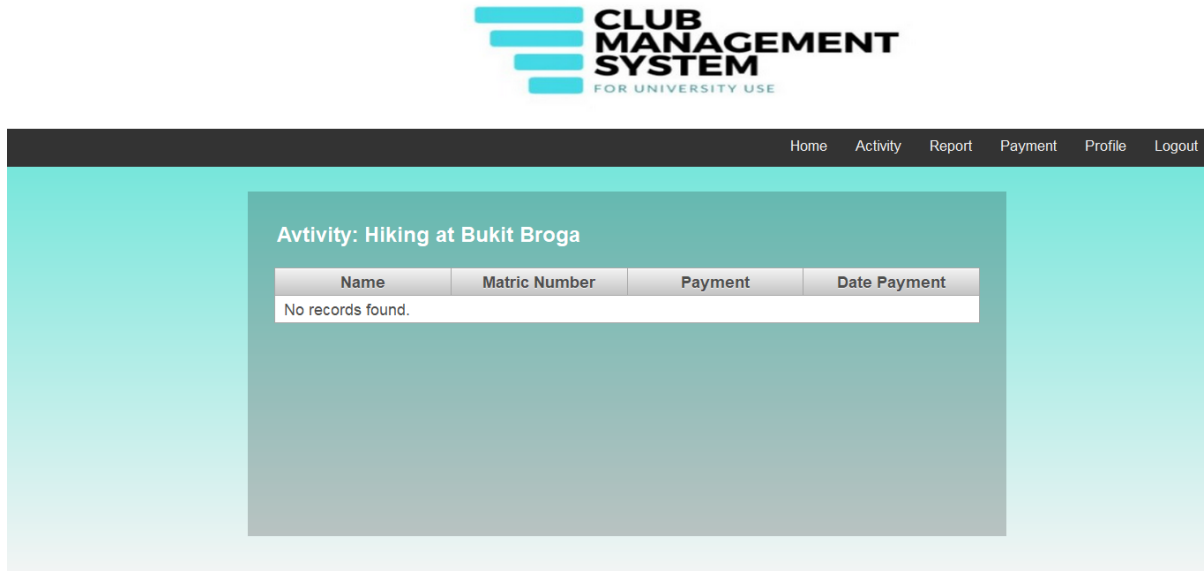 CLUB
MANAGEMENT
SYSTEM
FOR UNIVERSITY USE
Home Activity Report Payment Profile Logout
Avtivity: Hiking at Bukit Broga
Name Matric Number Payment Date Payment
No records found.